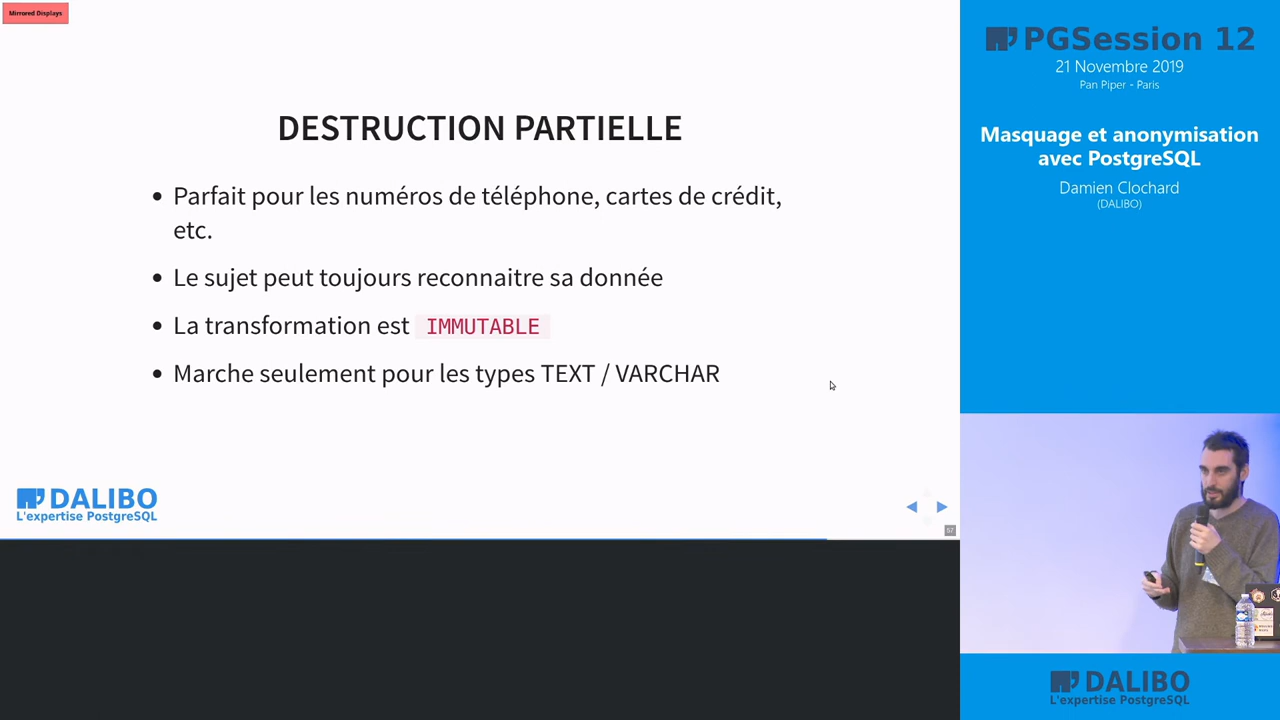 Mirrored Displays
DESTRUCTION PARTIELLE
• Parfait pour les numéros de téléphone, cartes de crédit,
etc.
• Le sujet peut toujours reconnaitre sa donnée
• La transformation est IMMUTABLE
• Marche seulement pour les types TEXT / VARCHAR
DALIBO
L'expertise PostgreSQL
67
PGSession 12
21 Novembre 2019
Pan Piper - Paris
Masquage et anonymisation
avec PostgreSQL
Damien Clochard
(DALIBO)
DALIBO
L'expertise PostgreSQL